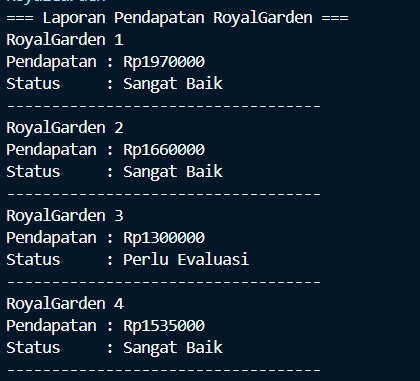 === Laporan Pendapatan RoyalGarden ===
RoyalGarden 1
Pendapatan : Rp1970000
Status     : Sangat Baik
-----------------------------------
RoyalGarden 2
Pendapatan : Rp1660000
Status     : Sangat Baik
-----------------------------------
RoyalGarden 3
Pendapatan : Rp1300000
Status     : Perlu Evaluasi
-----------------------------------
RoyalGarden 4
Pendapatan : Rp1535000
Status     : Sangat Baik
-----------------------------------